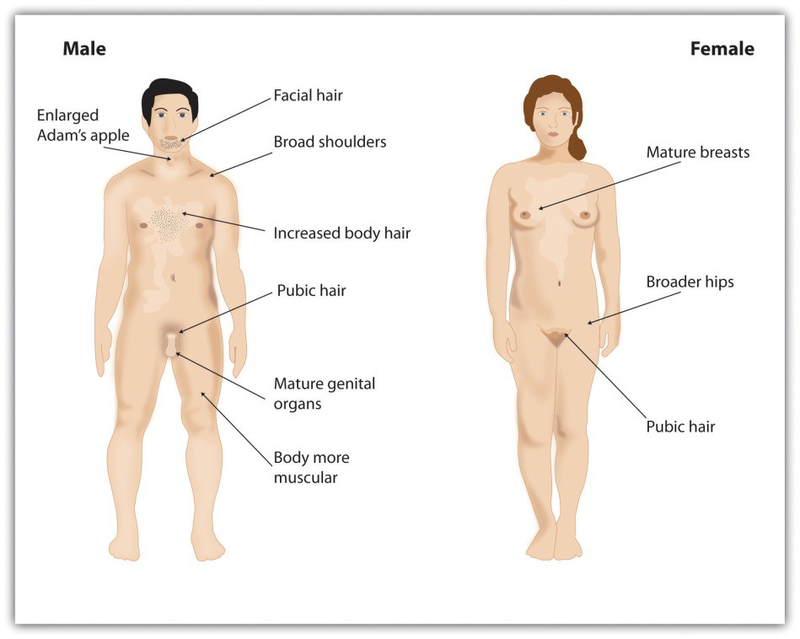 Male
Female
Facial hair
Enlarged
Adam's apple
Broad shoulders
Mature breasts
Increased body hair
Broader hips
Pubic hair
Mature genital
organs
Pubic hair
Body more
muscular